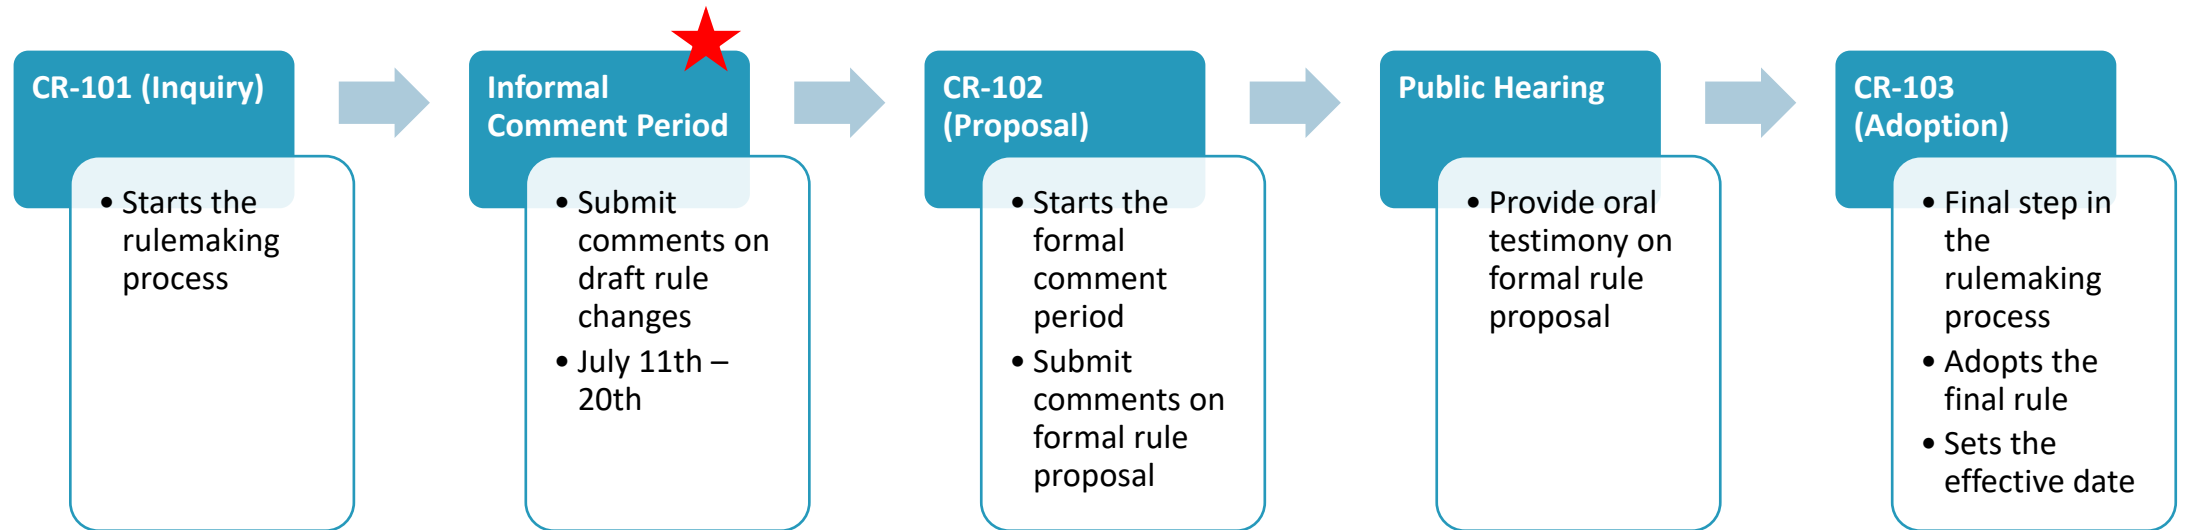 CR-101 (Inquiry)
• Starts the
rulemaking
process
Informal
Comment Period
• Submit
comments on
draft rule
changes
• July 11th –
20th
CR-102
(Proposal)
• Starts the
formal
comment
period
• Submit
comments on
formal rule
proposal
Public Hearing
• Provide oral
testimony on
formal rule
proposal
CR-103
(Adoption)
• Final step in
the
rulemaking
process
• Adopts the
final rule
• Sets the
effective date